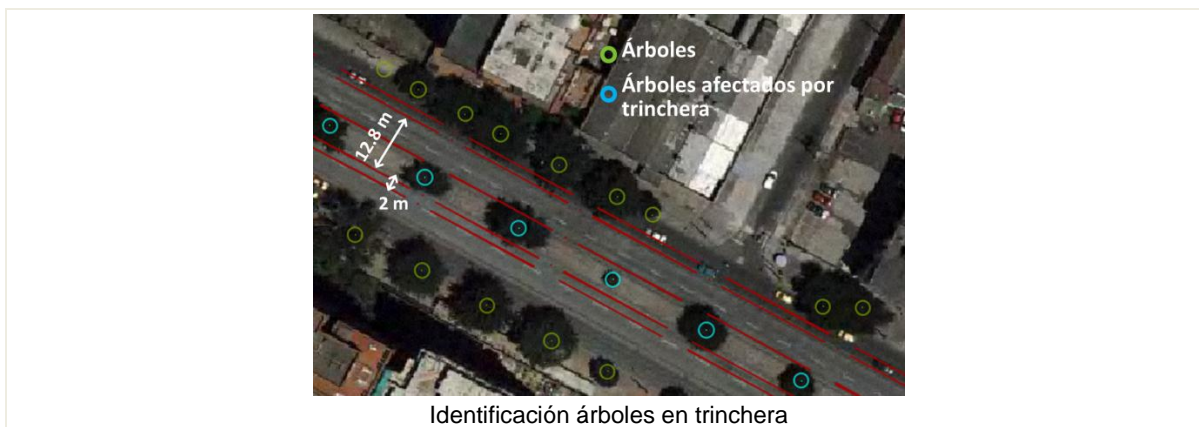 Árboles
Árboles afectados por
trinchera
12.8 m
2 m
Identificación árboles en trinchera